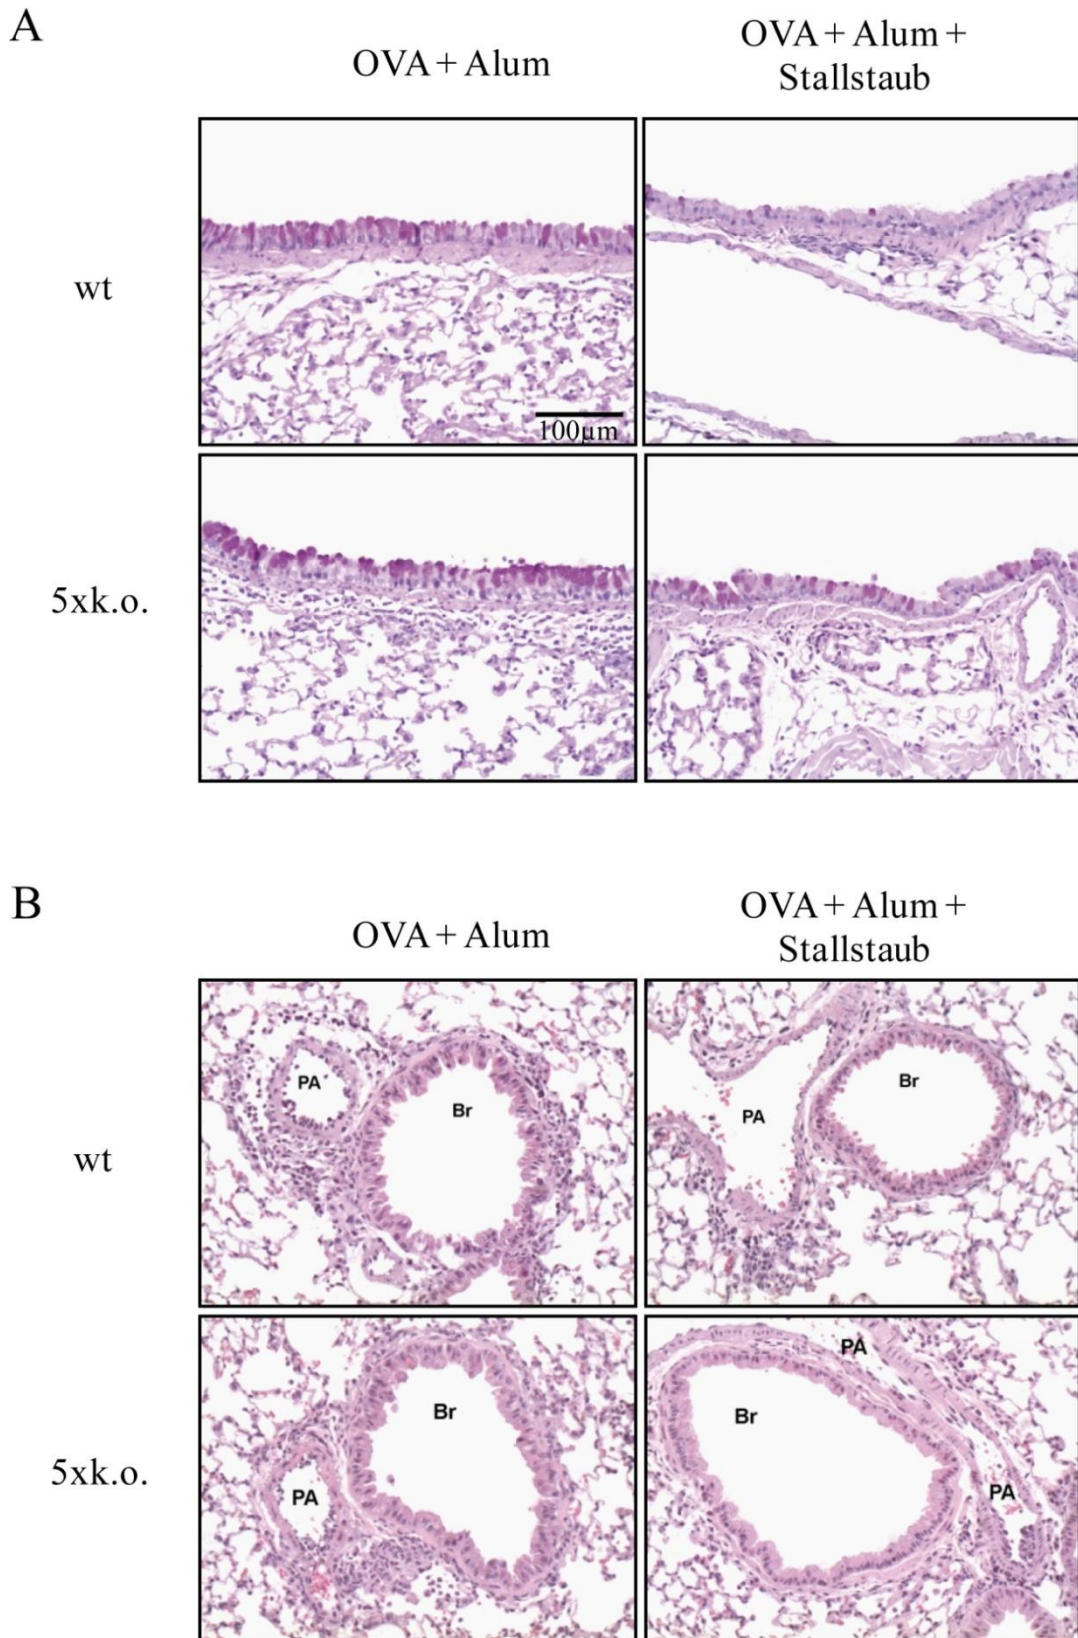 A
OVA + Alum
OVA + Alum +
Stallstaub
wt
100µm
5xk.o.
B
OVA + Alum
OVA + Alum +
Stallstaub
wt
PA
Br
PA
Br
5xk.o.
PA
Br
Br
PA
PA